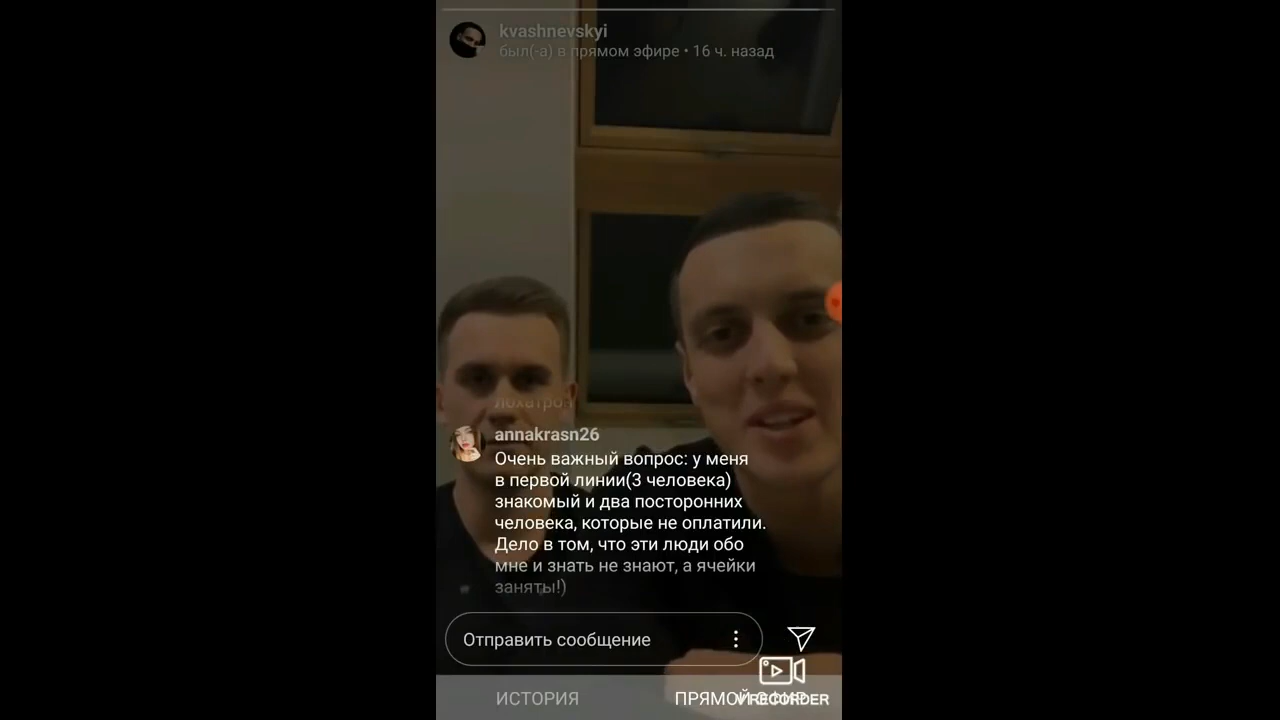 kvashnevskyi
был(-а) в прямом эфире • 16 ч. назад
лохатрон
annakrasn26
Очень важный вопрос: у меня
в первой линии(3 человека)
знакомый и два посторонних
человека, которые не оплатили.
Дело в том, что эти люди обо
мне и знать не знают, а ячейки
заняты!)
Отправить сообщение
ИСТОРИЯ
ПРЯМОЙ ЭФИР
VRECORDER